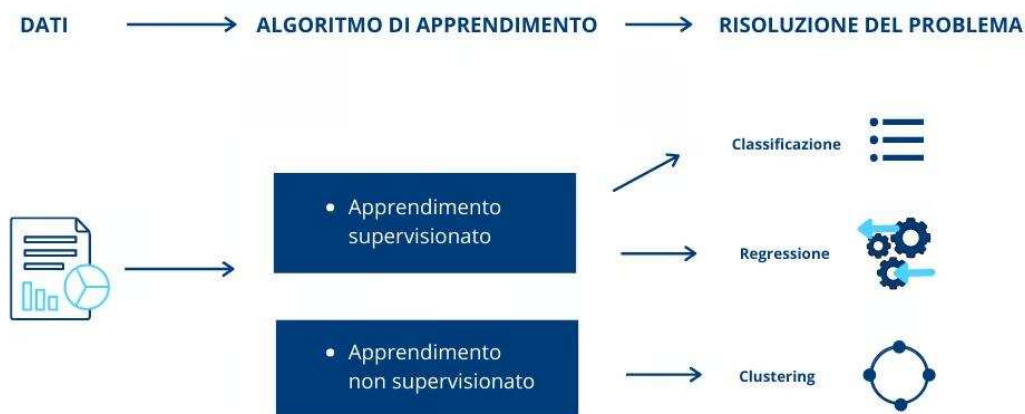 DATI
ALGORITMO DI APPRENDIMENTO
RISOLUZIONE DEL PROBLEMA
Classificazione
• Apprendimento
supervisionato
Regressione
• Apprendimento
non supervisionato
Clustering